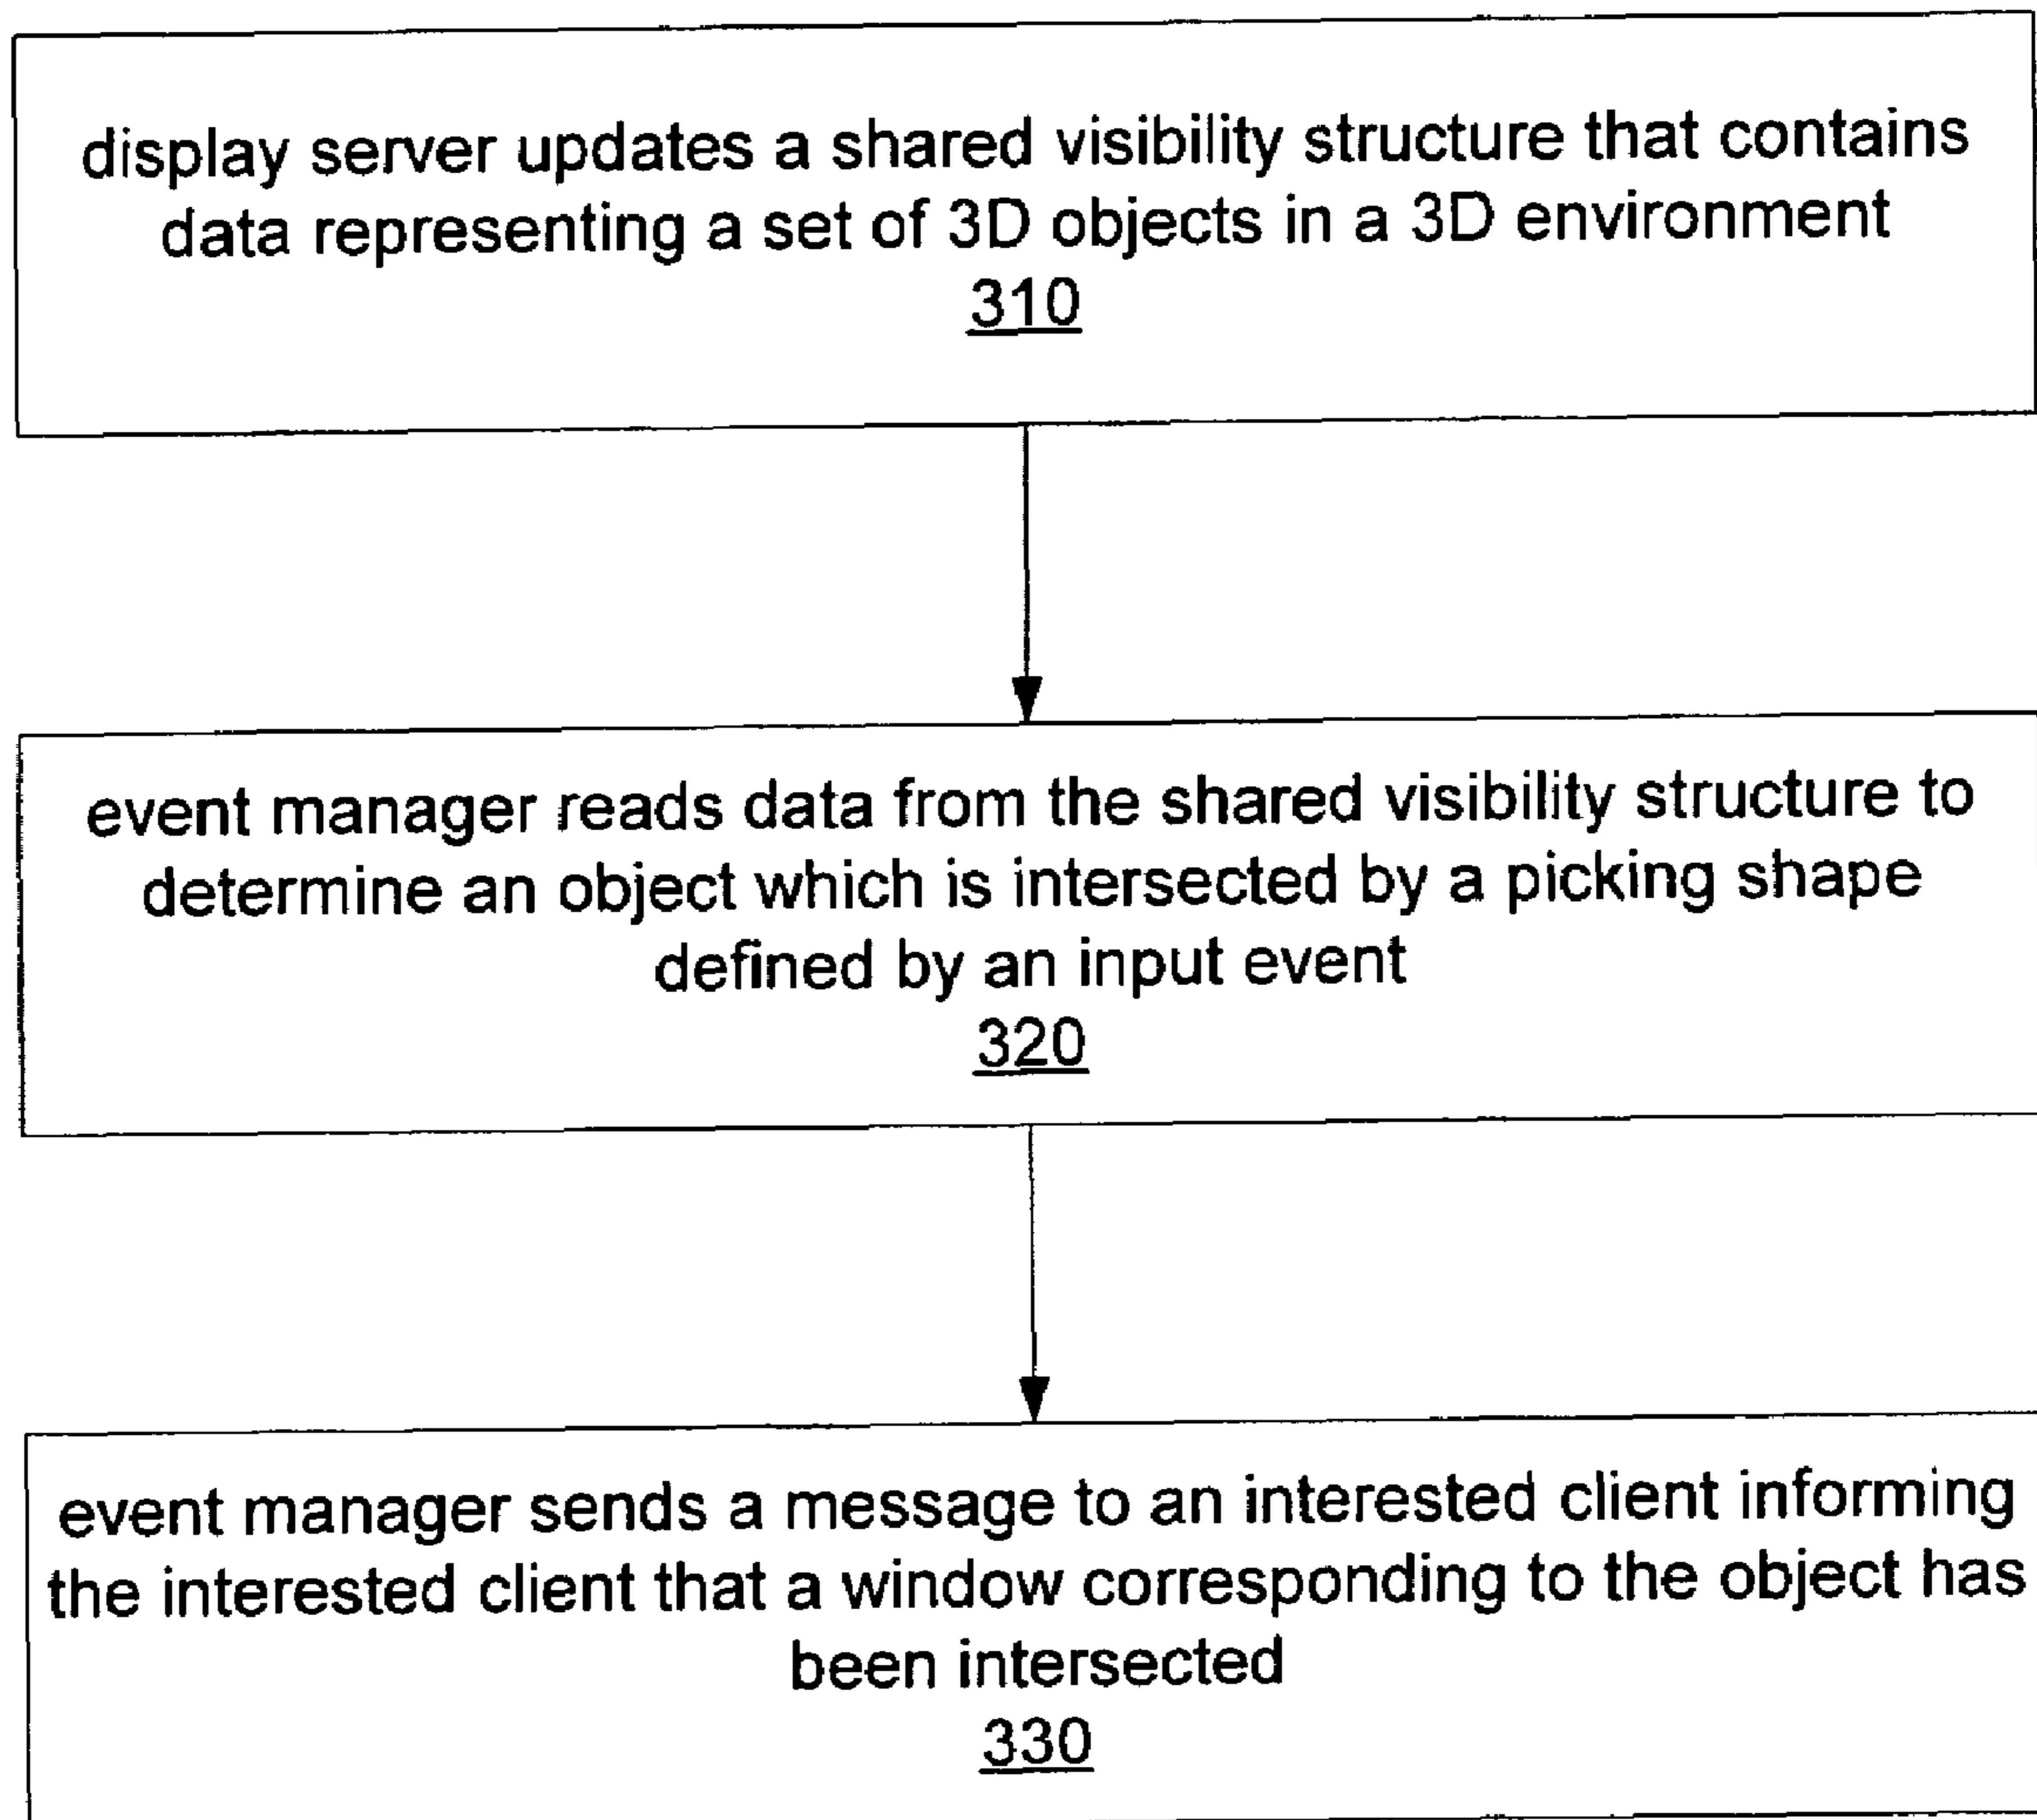 display server updates a shared visibility structure that contains
data representing a set of 3D objects in a 3D environment
310
event manager reads data from the shared visibility structure to
determine an object which is intersected by a picking shape
defined by an input event
320
event manager sends a message to an interested client informing
the interested client that a window corresponding to the object has
been intersected
330